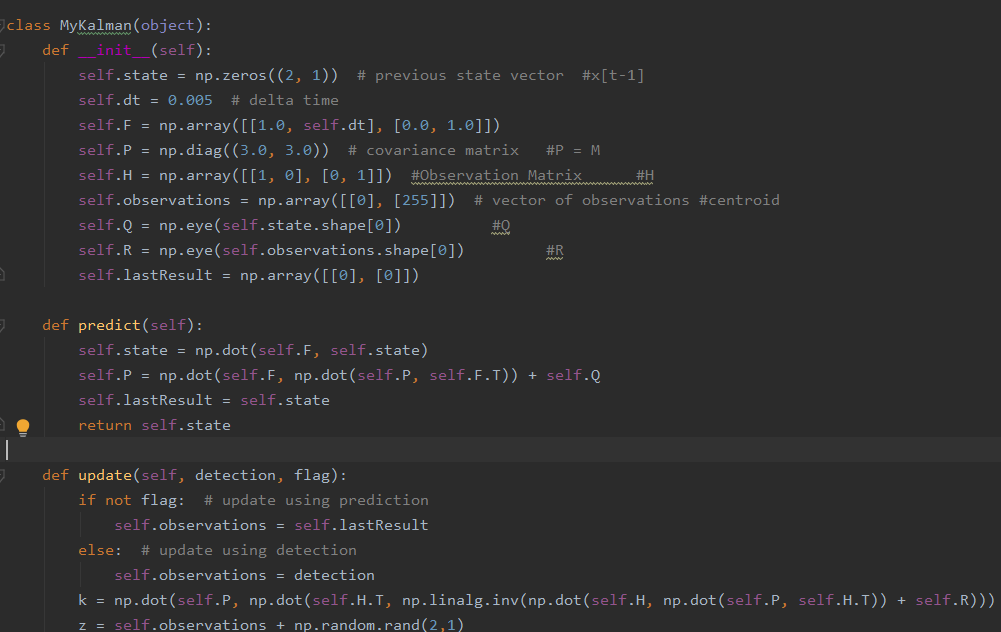 class MyKalman(object):
    def __init__(self):
        self.state = np.zeros((2, 1))  # previous state vector  #x[t-1]
        self.dt = 0.005  # delta time
        self.F = np.array([[1.0, self.dt], [0.0, 1.0]])
        self.P = np.diag((3.0, 3.0))  # covariance matrix   #P = M
        self.H = np.array([[1, 0], [0, 1]])  #Observation Matrix      #H
        self.observations = np.array([[0], [255]])  # vector of observations #centroid
        self.Q = np.eye(self.state.shape[0])          #Q
        self.R = np.eye(self.observations.shape[0])         #R
        self.lastResult = np.array([[0], [0]])
    def predict(self):
        self.state = np.dot(self.F, self.state)
        self.P = np.dot(self.F, np.dot(self.P, self.F.T)) + self.Q
        self.lastResult = self.state
        return self.state
    def update(self, detection, flag):
        if not flag:  # update using prediction
            self.observations = self.lastResult
        else:  # update using detection
            self.observations = detection
        k = np.dot(self.P, np.dot(self.H.T, np.linalg.inv(np.dot(self.H, np.dot(self.P, self.H.T)) + self.R)))
        z = self.observations + np.random.rand(2,1)